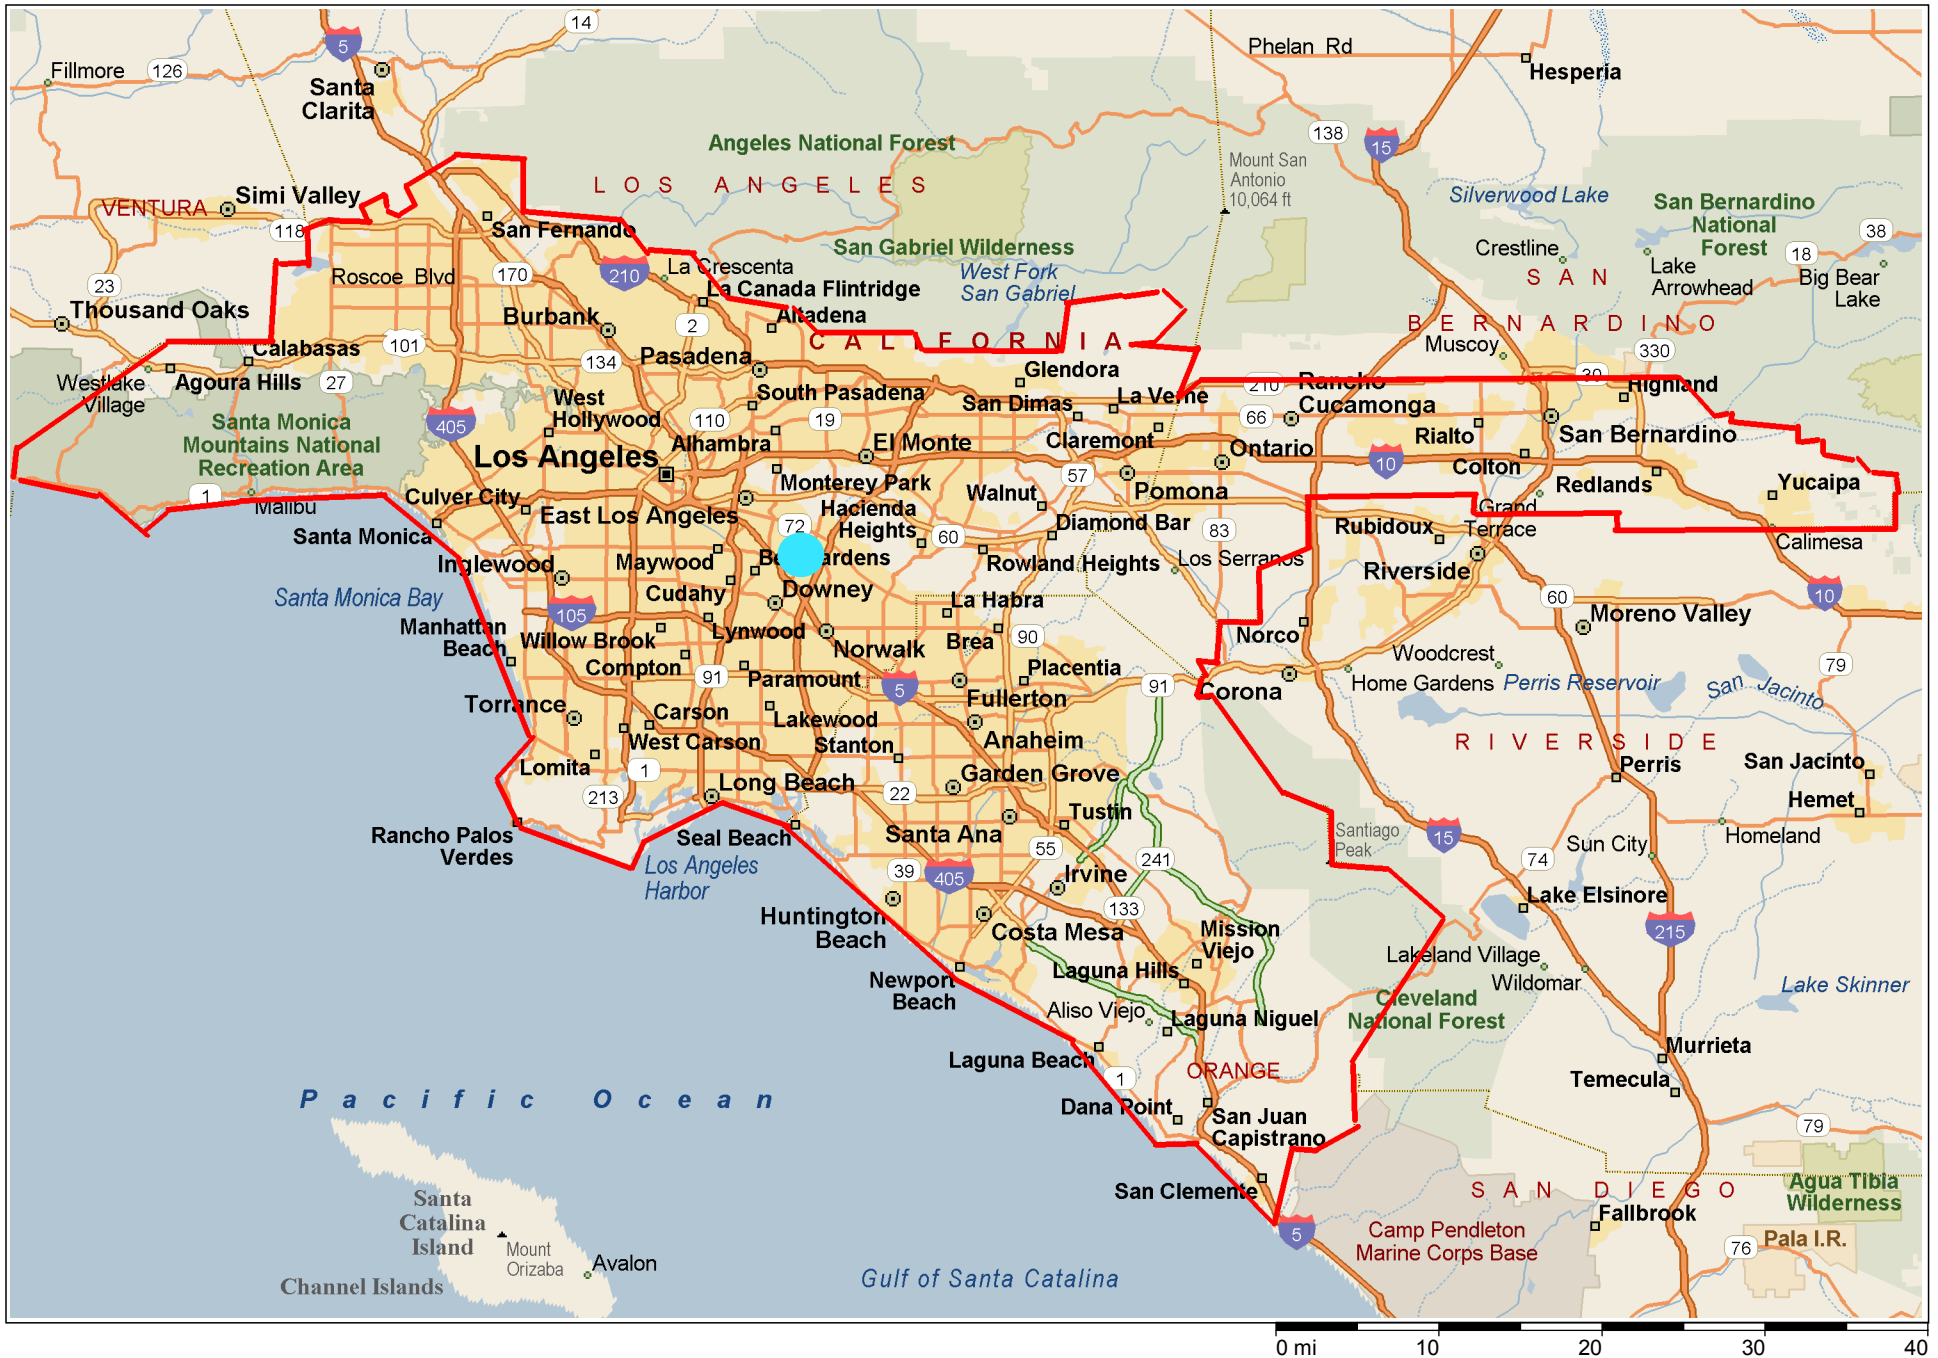 14
5
Phelan Rd
Fillmore
126
Hesperia
Santa
Clarita
138
15
Angeles National Forest
Mount San
Antonio
10,064 ft
LOS ANGELES
Silverwood Lake
San Bernardino
National
Forest
Simi Valley
VENTURA
118
San Fernando
38
San Gabriel Wilderness
Crestline
18
Lake
Arrowhead
Big Bear
Lake
SAN
Roscoe Blvd
170
210
La Crescenta
West Fork
San Gabriel
23
La Canada Flintridge
Thousand Oaks
Burbank
2
Altadena
BERNARDINO
CALIFORNIA
Muscoy
330
101
Calabasas
134
Pasadena
Glendora
Westlake
Village
Agoura Hills
27
210
Rancho
Cucamonga
30
Highland
West
Hollywood
South Pasadena
San Dimas
La Verne
Santa Monica
Mountains National
Recreation Area
405
110
19
66
Alhambra
El Monte
Claremont
Ontario
Rialto
San Bernardino
Los Angeles
10
Colton
57
Monterey Park
Walnut
Pomona
Redlands
Yucaipa
1
Malibu
Culver City
East Los Angeles
Hacienda
Heights
Grand
Terrace
Santa Monica
72
60
Diamond Bar
83
Rubidoux
Calimesa
Inglewood
Maywood
Rowland Heights
Los Serranos
Riverside
Cudahy
Downey
La Habra
60
10
Santa Monica Bay
105
Moreno Valley
Manhattan
Beach
Willow Brook
Lynwood
Norwalk
Brea
90
Norco
Compton
91
Paramount
Placentia
Woodcrest
79
5
91
Corona
Home Gardens
Perris Reservoir
San Jacinto
Fullerton
Torrance
Carson
Lakewood
West Carson
Stanton
Anaheim
RIVERSIDE
Lomita
1
Perris
San Jacinto
Long Beach
Garden Grove
213
22
Hemet
Tustin
Rancho Palos
Verdes
Seal Beach
Santa Ana
Santiago
Peak
15
Homeland
Sun City
Los Angeles
Harbor
55
241
74
39
405
Irvine
Lake Elsinore
133
Huntington
Beach
Costa Mesa
Mission
Viejo
215
Lakeland Village
Laguna Hills
Wildomar
Newport
Beach
Lake Skinner
Aliso Viejo
Laguna Niguel
Cleveland
National Forest
Laguna Beach
Murrieta
ORANGE
1
Temecula
Pacific Ocean
Dana Point
San Juan
Capistrano
79
San Clemente
SAN DIEGO
Agua Tibia
Wilderness
Santa
Catalina
Island
Fallbrook
5
Camp Pendleton
Marine Corps Base
76
Pala I.R.
Mount
Orizaba
Avalon
Channel Islands
Gulf of Santa Catalina
0 mi 10 20 30 40